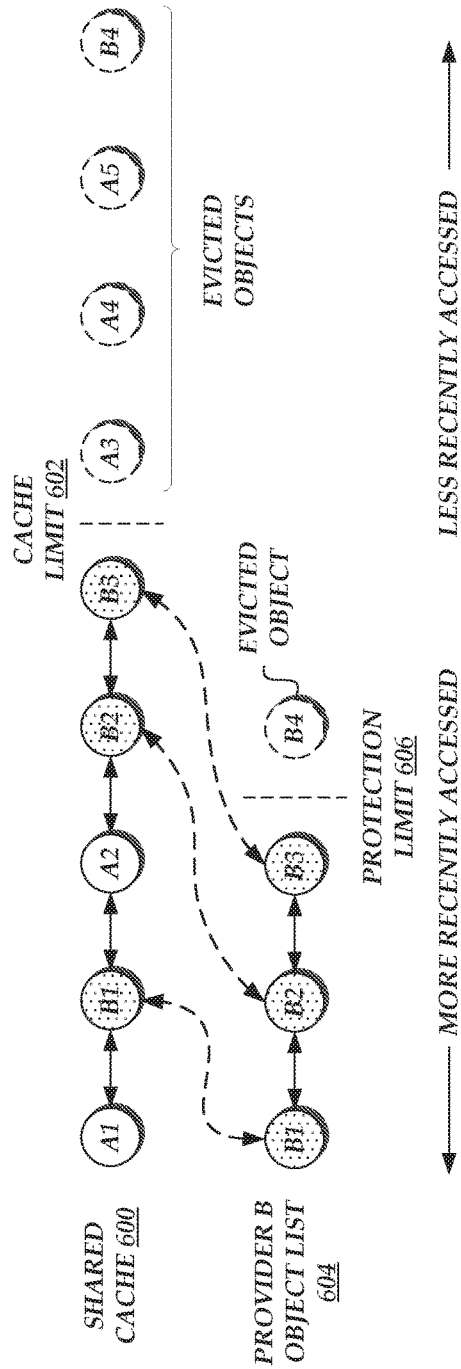 SHARED
CACHE 600
A1
B1
A2
B2
B3
CACHE
LIMIT 602
A3
A4
A5
B4
EVICTED
OBJECTS
PROVIDER B
OBJECT LIST
604
B1
B2
B3
B4
EVICTED
OBJECT
PROTECTION
LIMIT 606
MORE RECENTLY ACCESSED
LESS RECENTLY ACCESSED